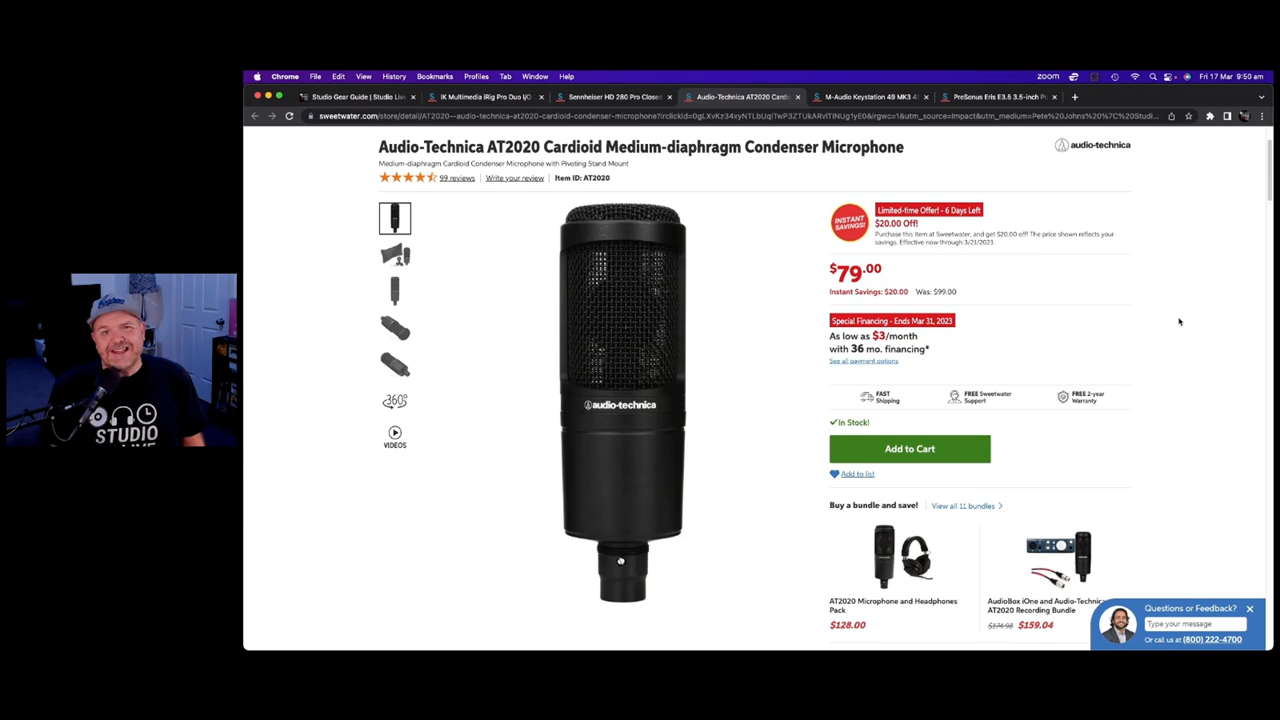 Chrome File Edit View History Bookmarks Profiles Tab Window Help
zoom Fri 17 Mar 9:50 am
Studio Gear Guide | Studio Live
IK Multimedia iRig Pro Duo I/O
Sennheiser HD 280 Pro Closed
Audio-Technica AT2020 Cardi
M-Audio Keystation 49 MK3 4
PreSonus Eris E3.5 3.5-inch P
Audio-Technica AT2020 Cardioid Medium-diaphragm Condenser Microphone
audio-technica
Medium-diaphragm Cardioid Condenser Microphone with Pivoting Stand Mount
99 reviews | Write your review | Item ID: AT2020
INSTANT SAVINGS!
Limited-time Offer! - 6 Days Left
$20.00 Off!
Purchase this item at Sweetwater, and get $20.00 off! The price shown reflects your
savings. Effective now through 3/21/2023.
$79.00
Instant Savings: $20.00 Was: $99.00
Special Financing - Ends Mar 31, 2023
As low as $3/month
with 36 mo. financing*
See all payment options
FAST Shipping
FREE Sweetwater Support
FREE 2-year Warranty
In Stock!
Add to Cart
Add to list
Buy a bundle and save! | View all 11 bundles
AT2020 Microphone and Headphones
Pack
$128.00
AudioBox iOne and Audio-Technica
AT2020 Recording Bundle
$174.98 $159.04
Questions or Feedback?
Type your message
Or call us at (800) 222-4700
360°
VIDEOS
audio-technica
STUDIO
LIVE